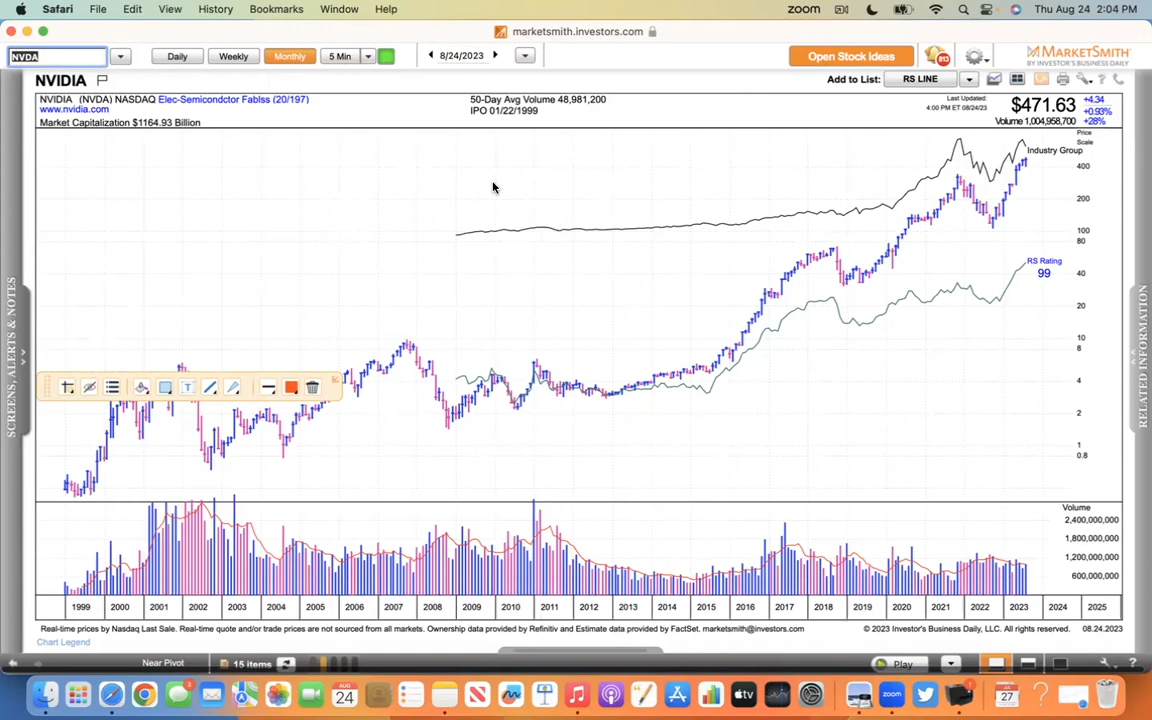 Safari File Edit View History Bookmarks Window Help zoom Thu Aug 24 2:04 PM
marketsmith.investors.com
NVDA Daily Weekly Monthly 5 Min 8/24/2023 Open Stock Ideas 813 MARKETSMITH
BY INVESTOR'S BUSINESS DAILY
NVIDIA Add to List: RS LINE
NVIDIA (NVDA) NASDAQ Elec-Semicondctor Fablss (20/197) 50-Day Avg Volume 48,981,200 Last Updated: 4:00 PM ET 08/24/23 $471.63 +4.34
www.nvidia.com IPO 01/22/1999 +0.93%
Market Capitalization $1164.93 Billion Volume 1,004,958,700 +28%
Price
Scale
Industry Group
400
200
100
80
RS Rating
99
40
20
10
8
4
2
1
0.8
T
Volume
2,400,000,000
1,800,000,000
1,200,000,000
600,000,000
1999 2000 2001 2002 2003 2004 2005 2006 2007 2008 2009 2010 2011 2012 2013 2014 2015 2016 2017 2018 2019 2020 2021 2022 2023 2024 2025
Real-time prices by Nasdaq Last Sale. Real-time quote and/or trade prices are not sourced from all markets. Ownership data provided by Refinitiv and Estimate data provided by FactSet. marketsmith@investors.com © 2023 Investor's Business Daily, LLC. All rights reserved. 08.24.2023
Chart Legend
SCREENS, ALERTS & NOTES
RELATED INFORMATION
Near Pivot 15 items Play ?
AUG
24
zoom
tv
27